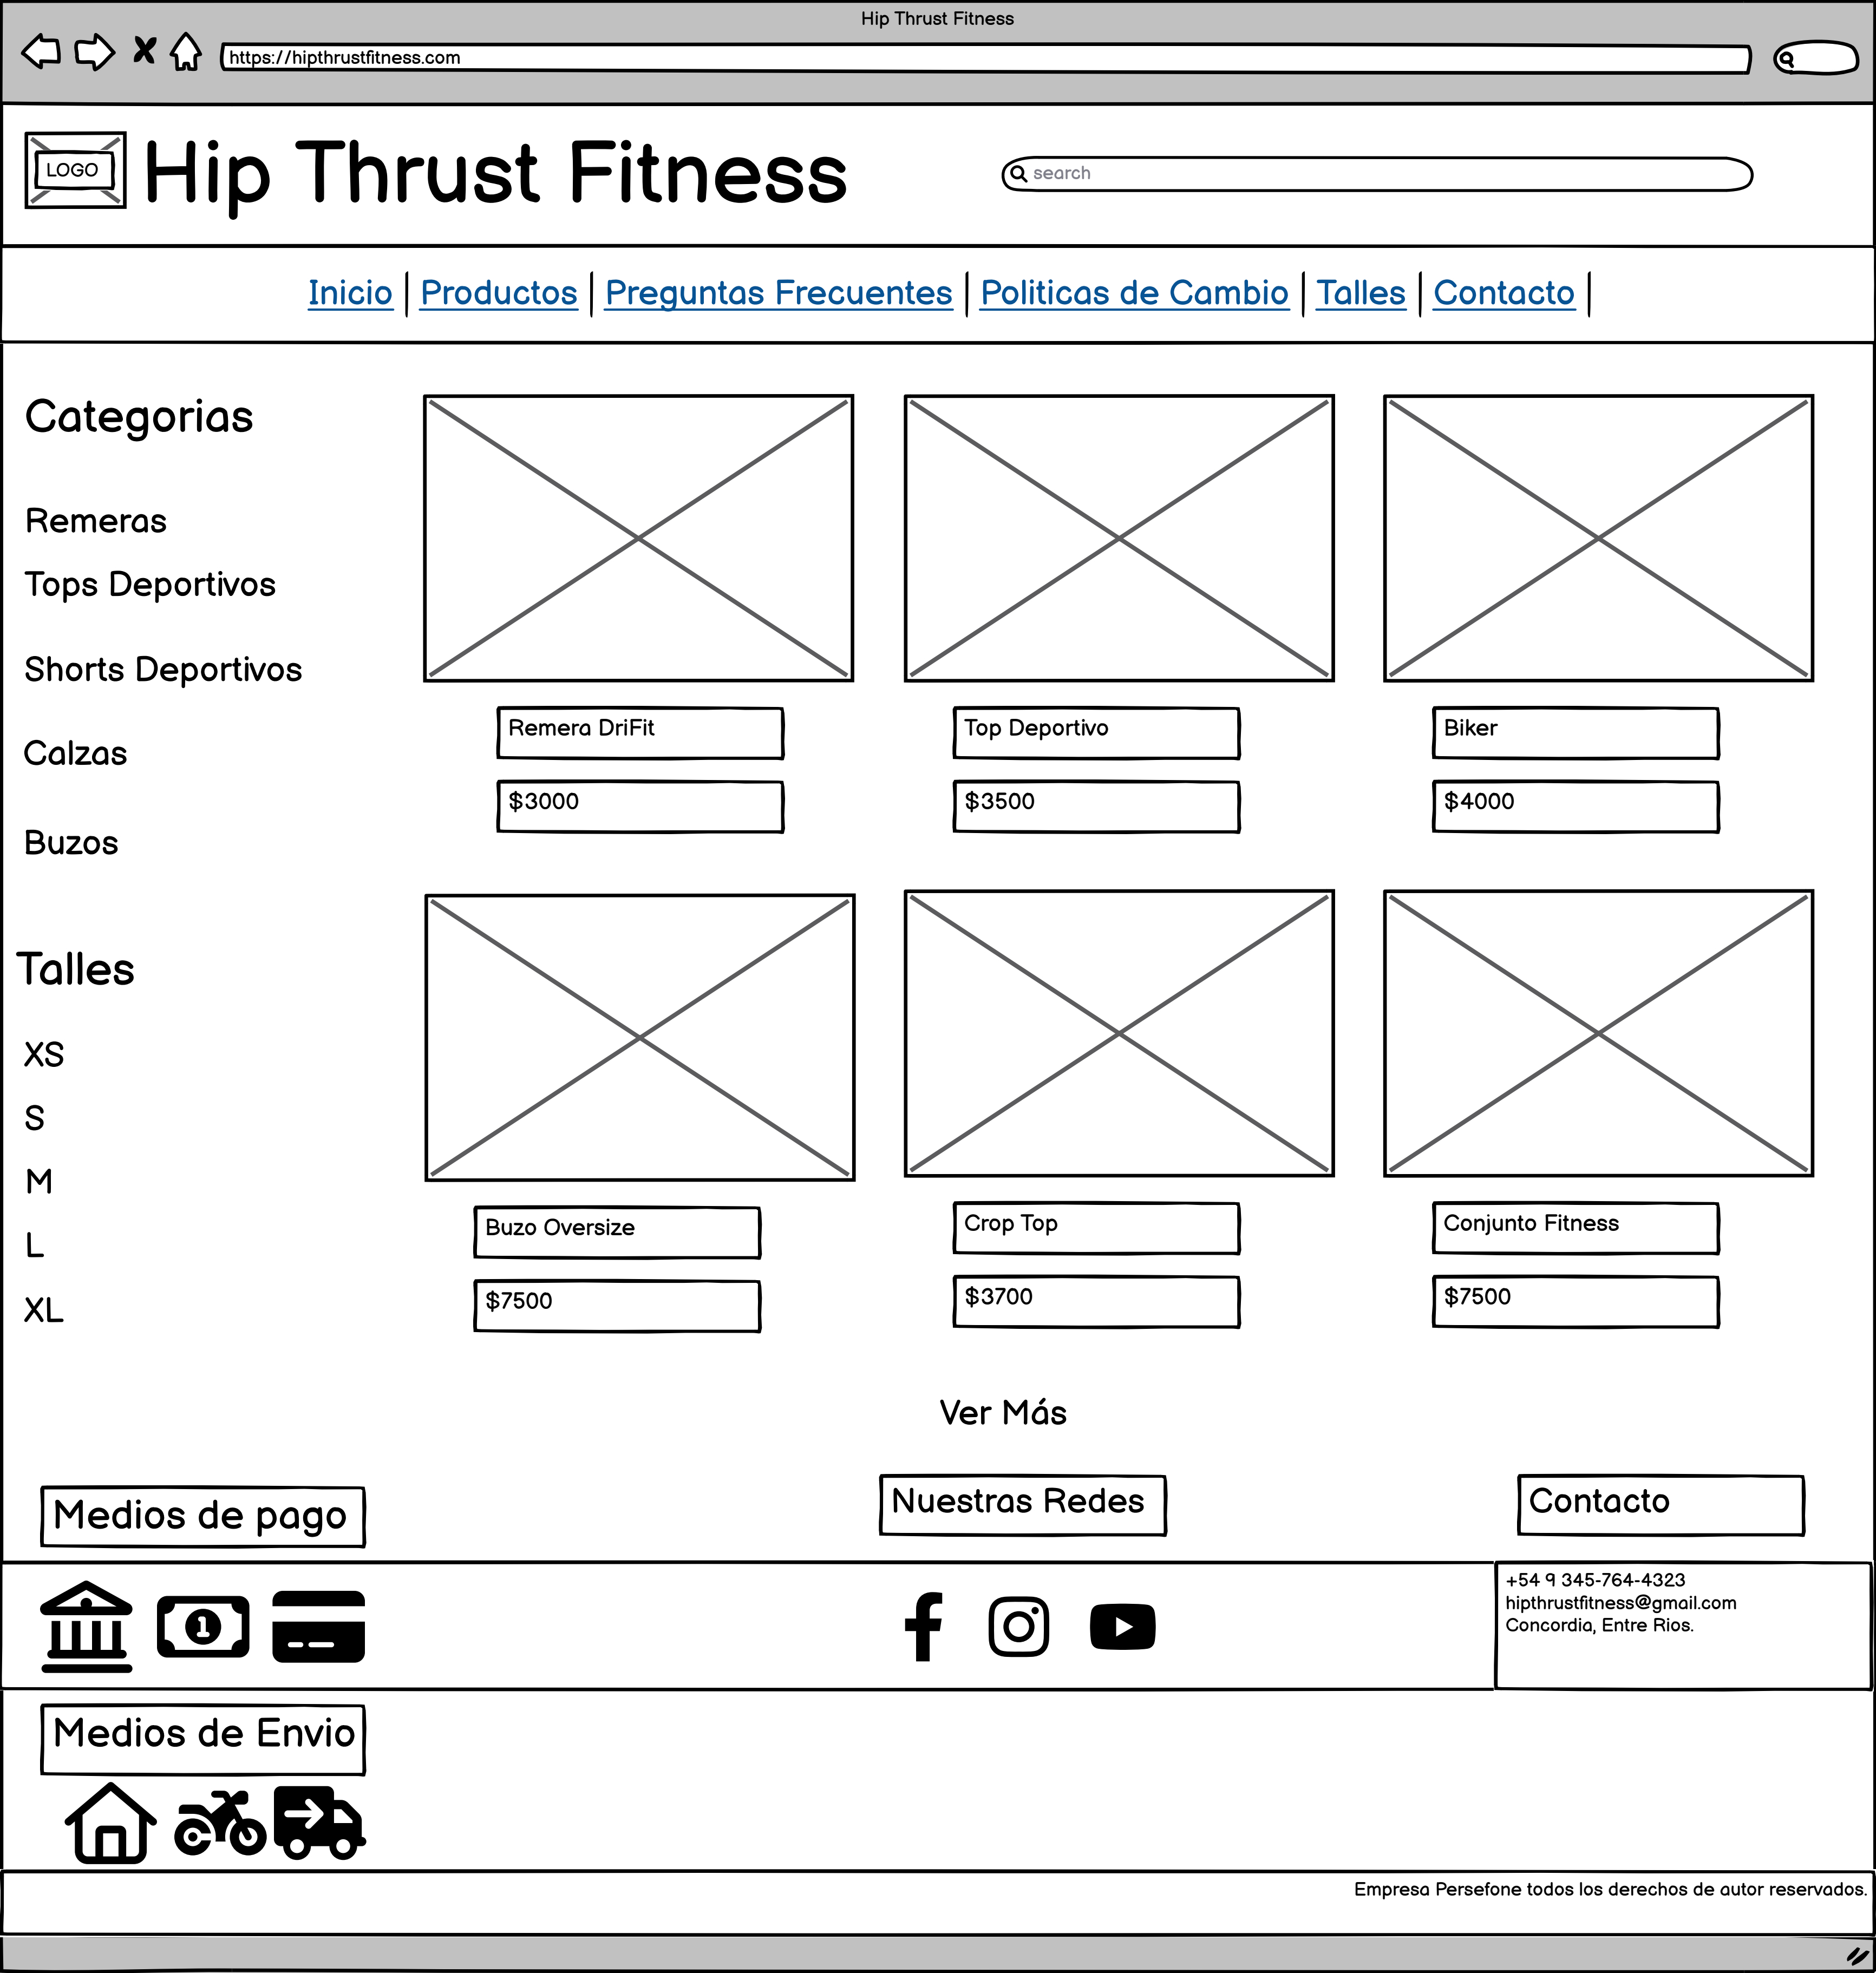 Hip Thrust Fitness
https://hipthrustfitness.com
LOGO
Hip Thrust Fitness
search
Inicio | Productos | Preguntas Frecuentes | Politicas de Cambio | Talles | Contacto |
Categorias
Remeras
Tops Deportivos
Shorts Deportivos
Calzas
Buzos
Talles
XS
S
M
L
XL
Remera DriFit
$3000
Top Deportivo
$3500
Biker
$4000
Buzo Oversize
$7500
Crop Top
$3700
Conjunto Fitness
$7500
Ver Más
Medios de pago
1
Nuestras Redes
Contacto
+54 9 345-764-4323
hipthrustfitness@gmail.com
Concordia, Entre Rios.
Medios de Envio
Empresa Persefone todos los derechos de autor reservados.